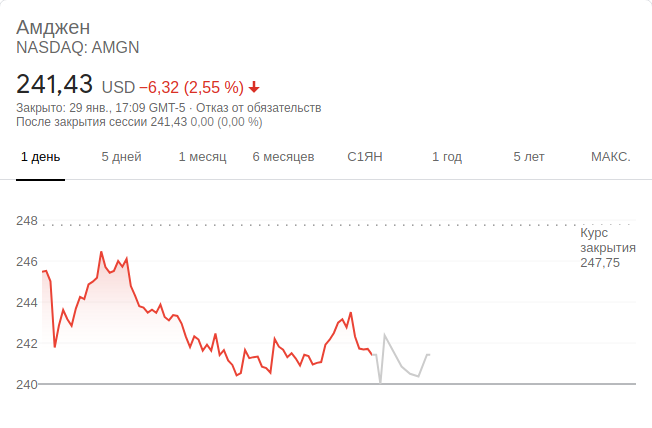 Амджен
NASDAQ: AMGN
241,43 USD −6,32 (2,55 %)
Закрыто: 29 янв., 17:09 GMT-5 · Отказ от обязательств
После закрытия сессии 241,43 0,00 (0,00 %)
1 день 5 дней 1 месяц 6 месяцев С1ЯН 1 год 5 лет МАКС.
248
Курс
закрытия
247,75
246
244
242
240